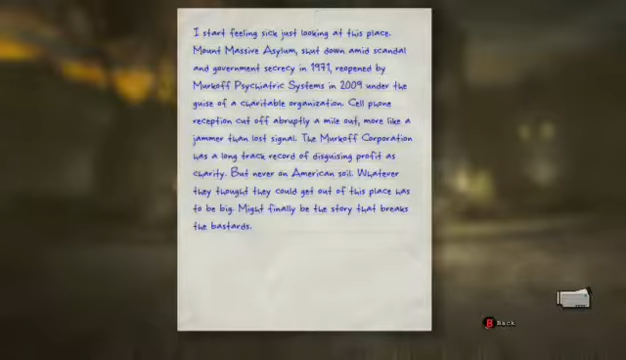 I start feeling sick just looking at this place.
Mount Massive Asylum, shut down amid scandal
and government secrecy in 1971, reopened by
Murkoff Psychiatric Systems in 2009 under the
guise of a charitable organization. Cell phone
reception cut off abruptly a mile out, more like a
jammer than lost signal. The Murkoff Corporation
has a long track record of disguising profit as
charity. But never on American soil. Whatever
they thought they could get out of this place has
to be big. Might finally be the story that breaks
the bastards.
B Back